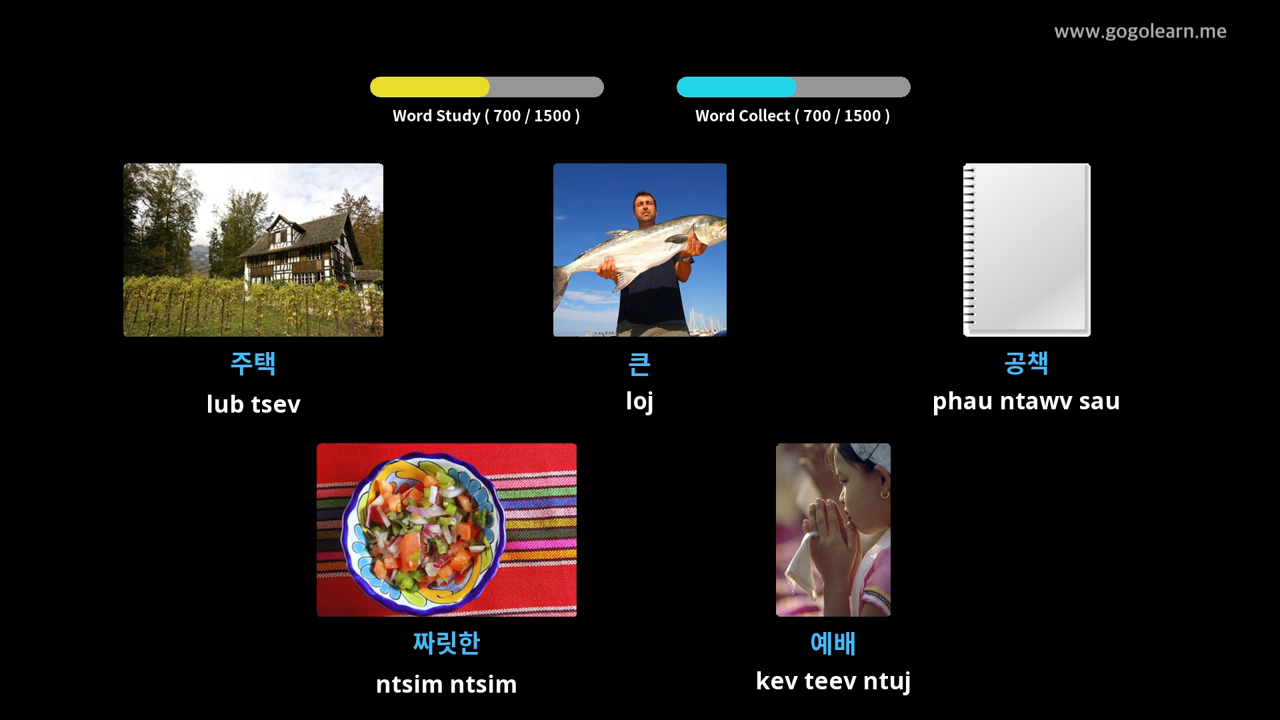 www.gogolearn.me
Word Study ( 700 / 1500 )
Word Collect ( 700 / 1500 )
주택
lub tsev
큰
loj
공책
phau ntawv sau
짜릿한
ntsim ntsim
예배
kev teev ntuj